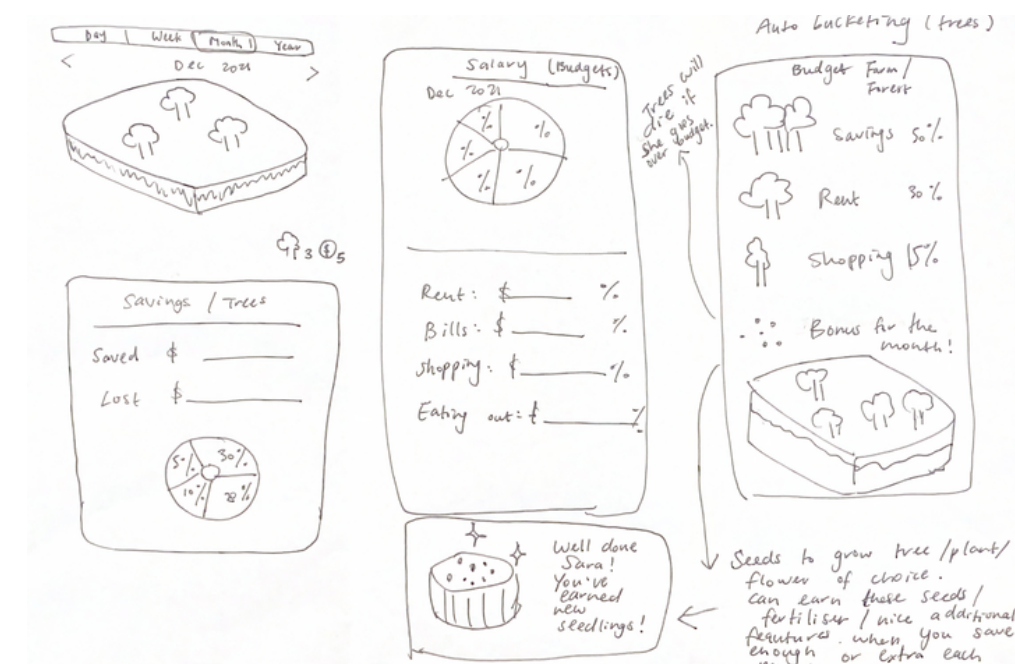 Day | Week | Month | Year
< Dec 2021 >
3 $ 5
Savings / Trees
Saved $
Lost $
5% 30%
10% 28%
Salary (Budgets)
Dec 2021
% %
% % %
Rent: $ %
Bills: $ %
shopping: $ %
Eating out: $ %
Well done
Sara!
You've
earned
new
seedlings!
Trees will
die if
she goes
over budget.
Auto bucketing (trees)
Budget Farm/
Forest
Savings 50%
Rent 30%
Shopping 15%
Bonus for the
month!
Seeds to grow tree/plant/
flower of choice.
can earn these seeds/
fertiliser / nice additional
feautures. when you save
enough or extra each